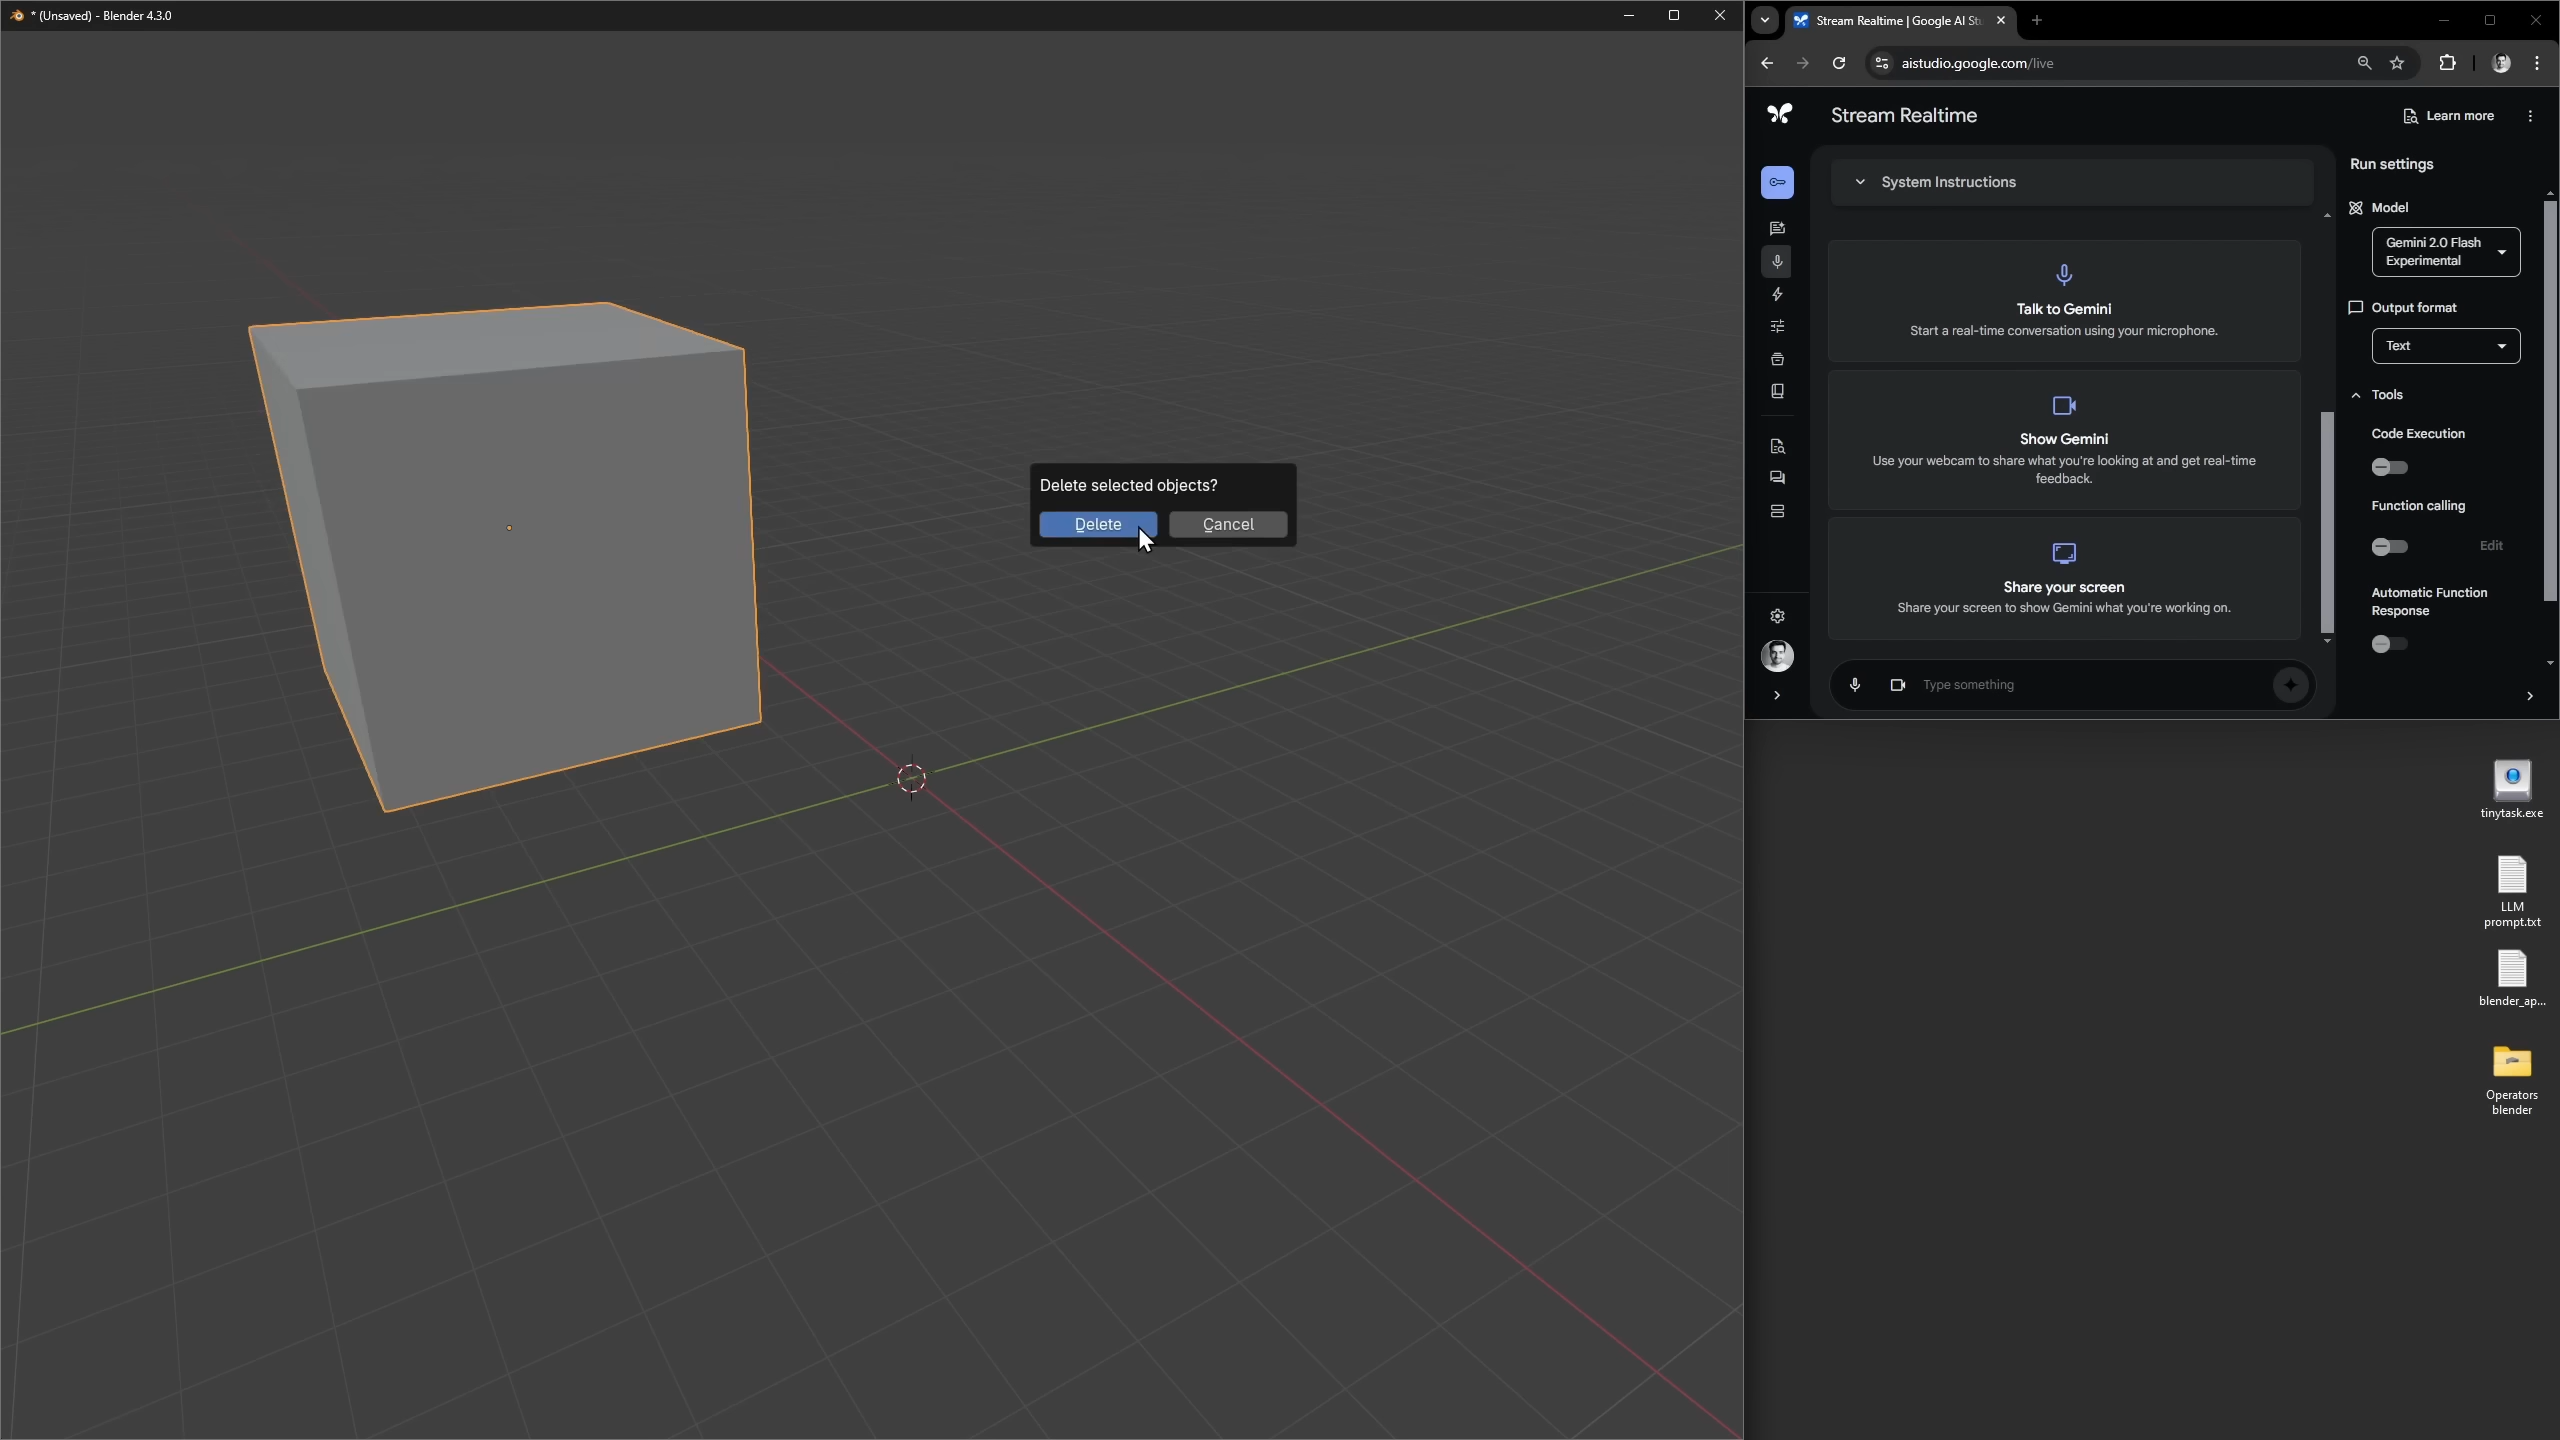 * (Unsaved) - Blender 4.3.0
Delete selected objects?
Delete
Cancel
Stream Realtime | Google AI Stu
aistudio.google.com/live
Stream Realtime
Learn more
System Instructions
Talk to Gemini
Start a real-time conversation using your microphone.
Show Gemini
Use your webcam to share what you're looking at and get real-time
feedback.
Share your screen
Share your screen to show Gemini what you're working on.
Type something
Run settings
Model
Gemini 2.0 Flash
Experimental
Output format
Text
Tools
Code Execution
Function calling
Edit
Automatic Function
Response
tinytask.exe
LLM
prompt.txt
blender_ap...
Operators
blender